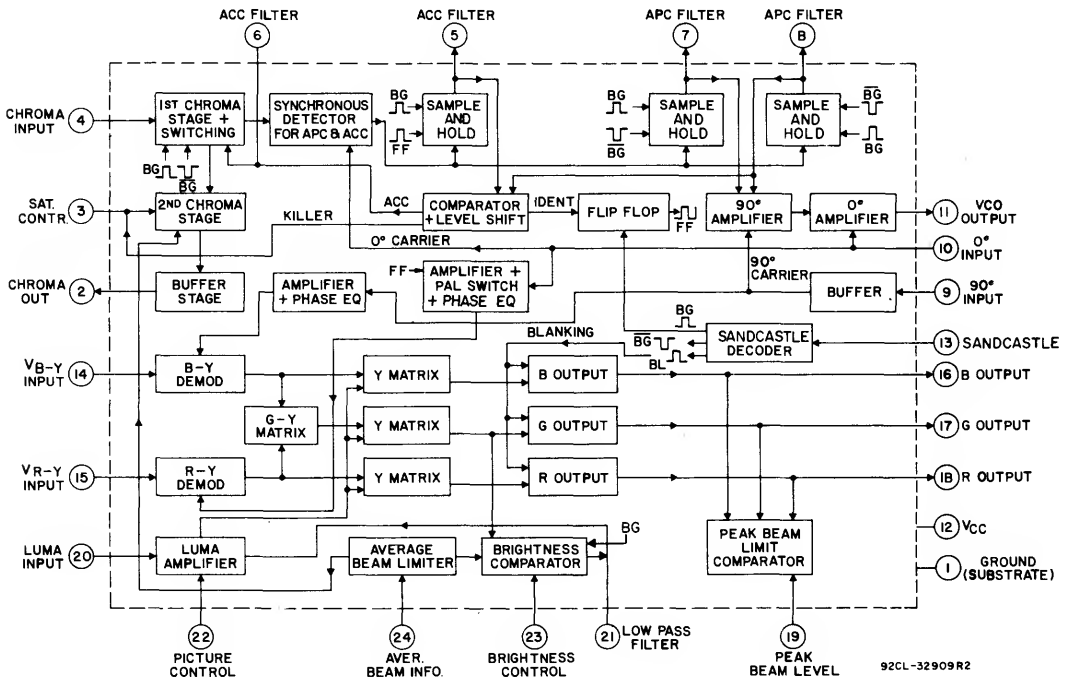 ACC FILTER
6
ACC FILTER
5
APC FILTER
7
APC FILTER
8
CHROMA
INPUT
4
1ST CHROMA
STAGE +
SWITCHING
SYNCHRONOUS
DETECTOR
FOR APC & ACC
BG
FF
SAMPLE
AND
HOLD
BG
BG
SAMPLE
AND
HOLD
SAMPLE
AND
HOLD
BG
BG
BG
BG
SAT.
CONTR.
3
2ND CHROMA
STAGE
KILLER
ACC
COMPARATOR
+ LEVEL SHIFT
IDENT
FLIP FLOP
FF
90°
AMPLIFIER
0°
AMPLIFIER
11
VCO
OUTPUT
0° CARRIER
10
0°
INPUT
CHROMA
OUT
2
BUFFER
STAGE
AMPLIFIER
+ PHASE EQ
FF
AMPLIFIER +
PAL SWITCH
+ PHASE EQ
90°
CARRIER
BUFFER
9
90°
INPUT
BG
BLANKING
BG
BL
SANDCASTLE
DECODER
13
SANDCASTLE
VB-Y
INPUT
14
B-Y
DEMOD
Y MATRIX
B OUTPUT
16
B OUTPUT
G-Y
MATRIX
Y MATRIX
G OUTPUT
17
G OUTPUT
VR-Y
INPUT
15
R-Y
DEMOD
Y MATRIX
R OUTPUT
18
R OUTPUT
LUMA
INPUT
20
LUMA
AMPLIFIER
AVERAGE
BEAM LIMITER
BRIGHTNESS
COMPARATOR
BG
PEAK BEAM
LIMIT
COMPARATOR
12
VCC
1
GROUND
(SUBSTRATE)
22
PICTURE
CONTROL
24
AVER.
BEAM INFO.
23
BRIGHTNESS
CONTROL
21
LOW PASS
FILTER
19
PEAK
BEAM LEVEL
92CL-32909R2